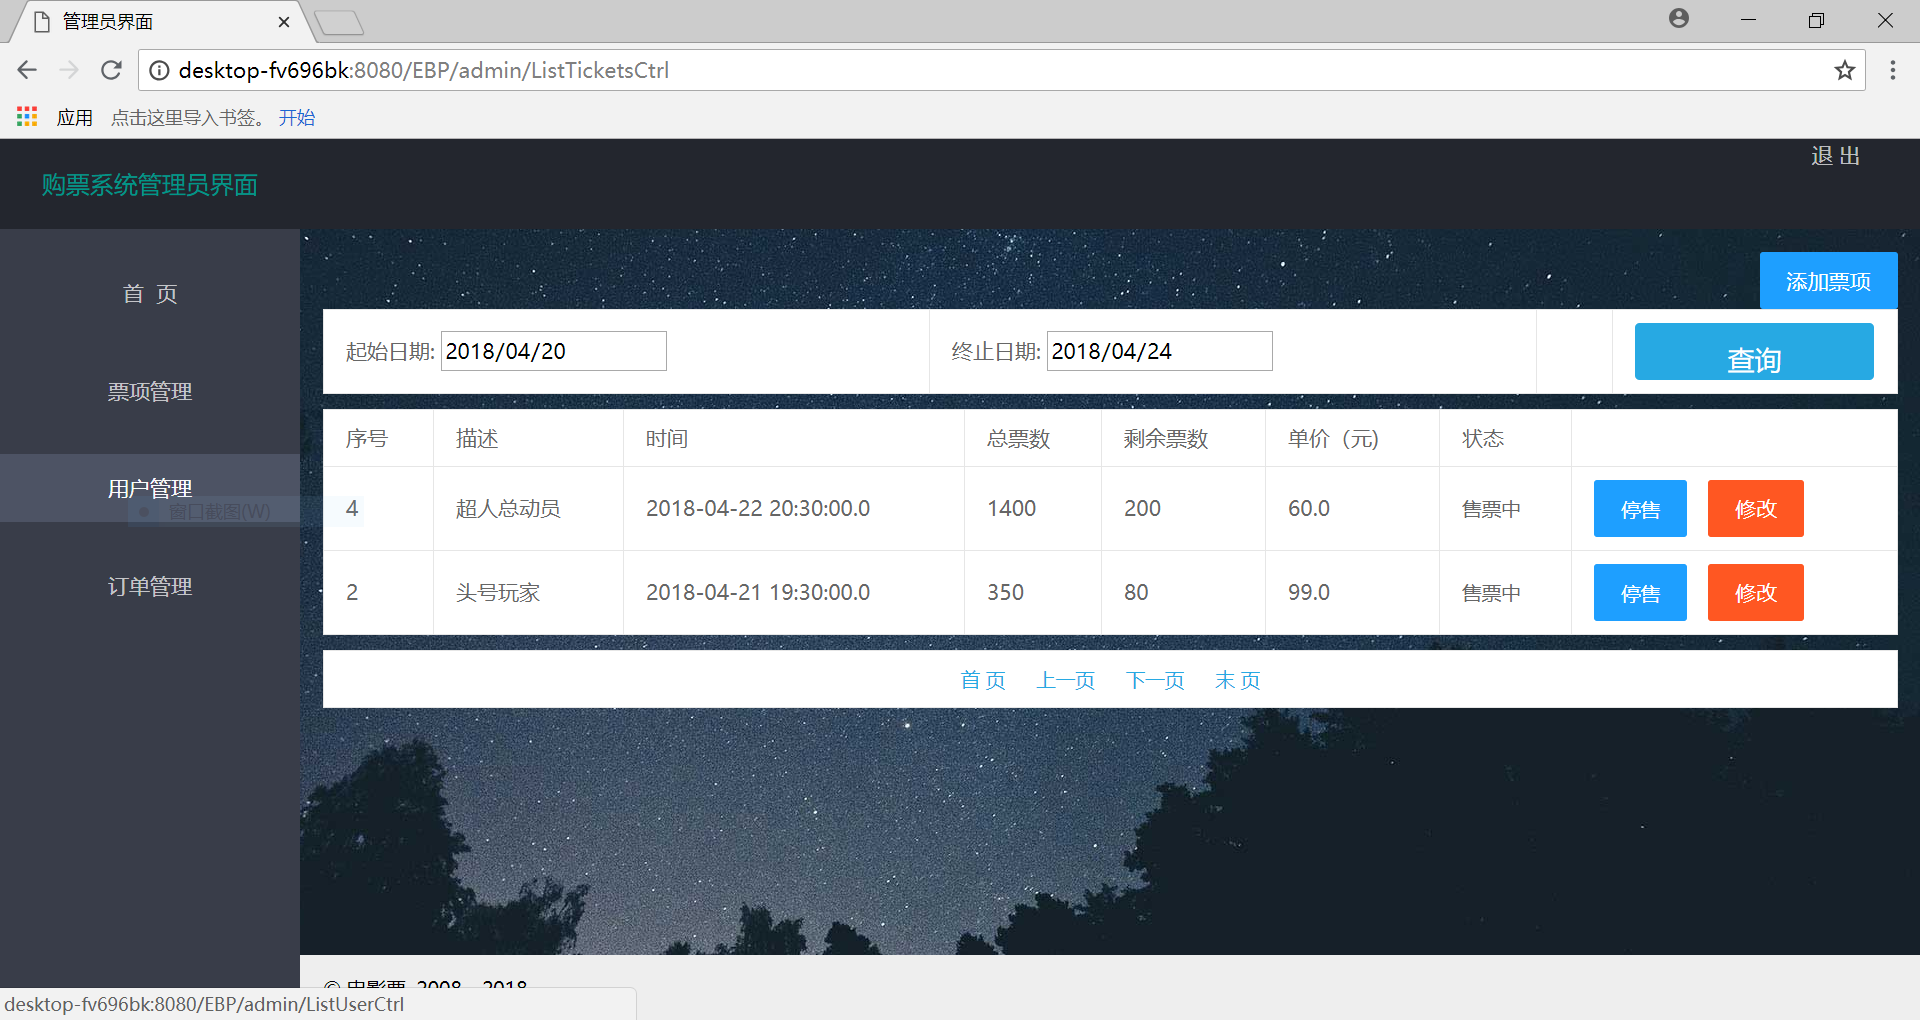 管理员界面
desktop-fv696bk:8080/EBP/admin/ListTicketsCtrl
应用 点击这里导入书签。 开始
退 出
购票系统管理员界面
首 页
票项管理
用户管理
窗口截图(W)
订单管理
添加票项
起始日期: 2018/04/20 终止日期: 2018/04/24 查询
序号 描述 时间 总票数 剩余票数 单价（元) 状态
4 超人总动员 2018-04-22 20:30:00.0 1400 200 60.0 售票中 停售 修改
2 头号玩家 2018-04-21 19:30:00.0 350 80 99.0 售票中 停售 修改
首 页 上一页 下一页 末 页
© 电影票 2008 - 2018
desktop-fv696bk:8080/EBP/admin/ListUserCtrl